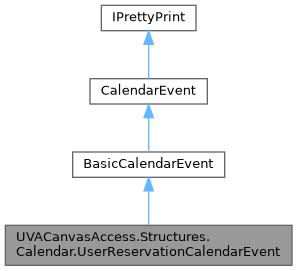 IPrettyPrint
CalendarEvent
BasicCalendarEvent
UVACanvasAccess.Structures.
Calendar.UserReservationCalendarEvent